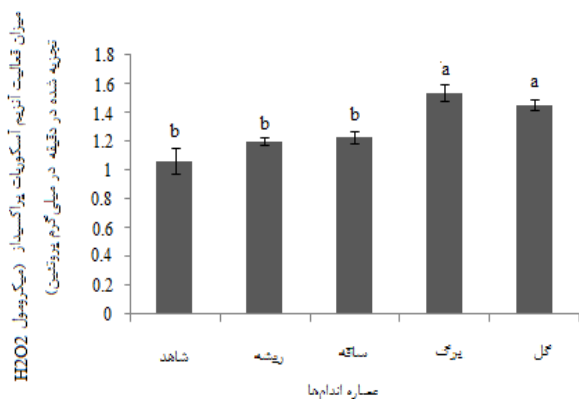 میزان فعالیت آنزیم آسکوربات پراکسیداز (میکرومول H2O2
تجزیه شده در دقیقه در میلی‌گرم پروتئین)
1.8
1.6
1.4
1.2
1
0.8
0.6
0.4
0.2
0
b
b
b
a
a
شاهد
ریشه
ساقه
برگ
گل
عصاره اندام‌ها